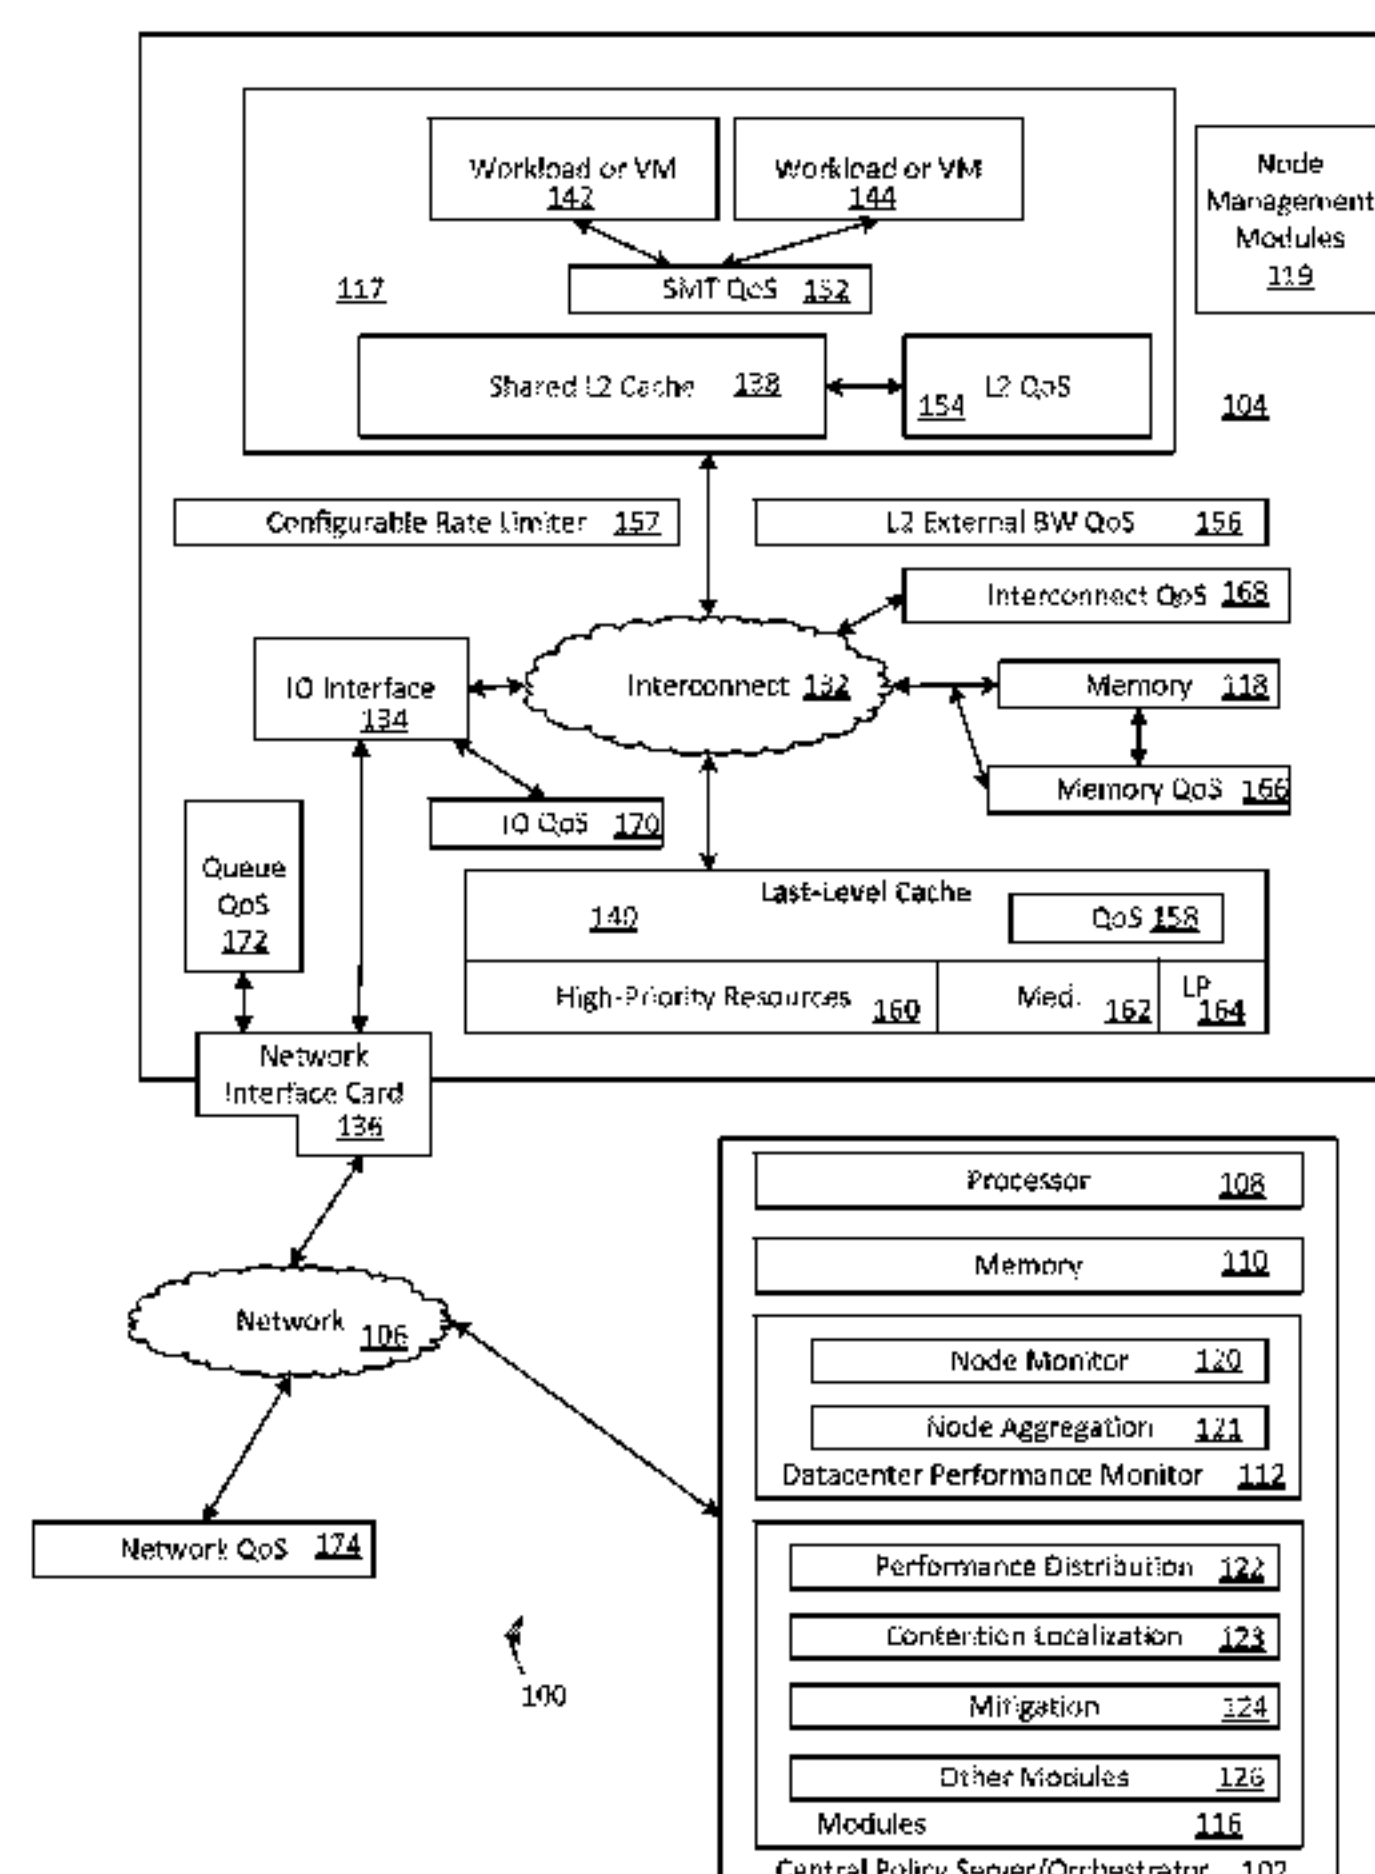 Workload or VM
142
Workload or VM
144
Node
Management
Modules
119
117
SMT QoS 152
Shared L2 Cache 138
L2 QoS
154
104
Configurable Rate Limiter 157
L2 External BW QoS 156
Interconnect QoS 168
IO Interface
134
Interconnect 132
Memory 118
Memory QoS 166
IO QoS 170
Queue
QoS
172
Last-Level Cache
140
QoS 158
High-Priority Resources 160
Med. 162
LP
164
Network
Interface Card
136
Processor 108
Memory 110
Network
106
Node Monitor 120
Node Aggregation 121
Datacenter Performance Monitor 112
Network QoS 174
Performance Distribution 122
Contention Localization 123
100
Mitigation 124
Other Modules 126
Modules 116
Central Policy Server/Orchestrator 102